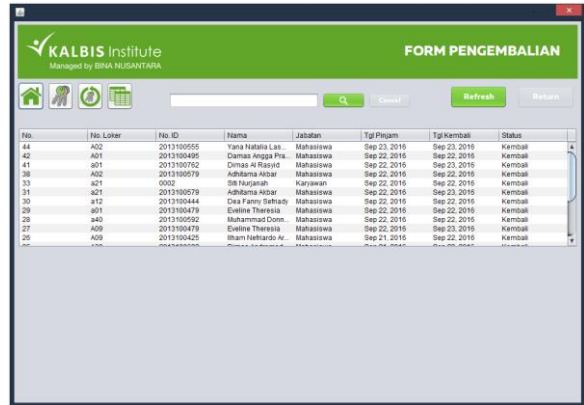 KALBIS Institute
Managed by BINA NUSANTARA
FORM PENGEMBALIAN
Cancel Refresh Return
No. No. Loker No. ID Nama Jabatan Tgl Pinjam Tgl Kembali Status
44 A02 2013100555 Yana Natalia Las... Mahasiswa Sep 23, 2016 Sep 23, 2016 Kembali
42 A01 2013100495 Damas Angga Pra... Mahasiswa Sep 22, 2016 Sep 23, 2016 Kembali
41 a01 2013100762 Dimas Al Rasyid Mahasiswa Sep 22, 2016 Sep 22, 2016 Kembali
38 A02 2013100579 Adhitama Akbar Mahasiswa Sep 22, 2016 Sep 22, 2016 Kembali
33 a21 0002 Siti Nurjanah Karyawan Sep 22, 2016 Sep 22, 2016 Kembali
31 a21 2013100579 Adhitama Akbar Mahasiswa Sep 22, 2016 Sep 23, 2016 Kembali
30 a12 2013100444 Dea Fanny Sefriady Mahasiswa Sep 22, 2016 Sep 22, 2016 Kembali
29 a01 2013100479 Eveline Theresia Mahasiswa Sep 22, 2016 Sep 22, 2016 Kembali
28 a40 2013100592 Muhammad Donn... Mahasiswa Sep 22, 2016 Sep 22, 2016 Kembali
27 A09 2013100479 Eveline Theresia Mahasiswa Sep 22, 2016 Sep 23, 2016 Kembali
26 A09 2013100425 Ilham Nefriardo Ar... Mahasiswa Sep 21, 2016 Sep 22, 2016 Kembali